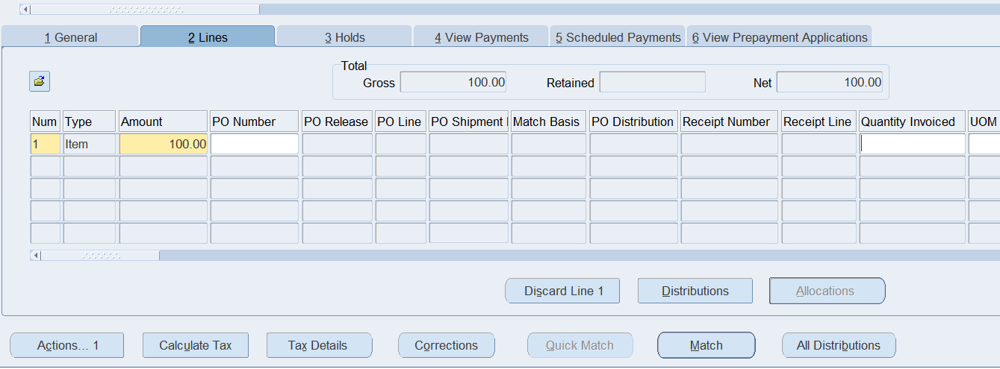 1 General 2 Lines 3 Holds 4 View Payments 5 Scheduled Payments 6 View Prepayment Applications
Total
Gross 100.00 Retained Net 100.00
Num Type Amount PO Number PO Release PO Line PO Shipment Match Basis PO Distribution Receipt Number Receipt Line Quantity Invoiced UOM
1 Item 100.00
Discard Line 1 Distributions Allocations
Actions... 1 Calculate Tax Tax Details Corrections Quick Match Match All Distributions